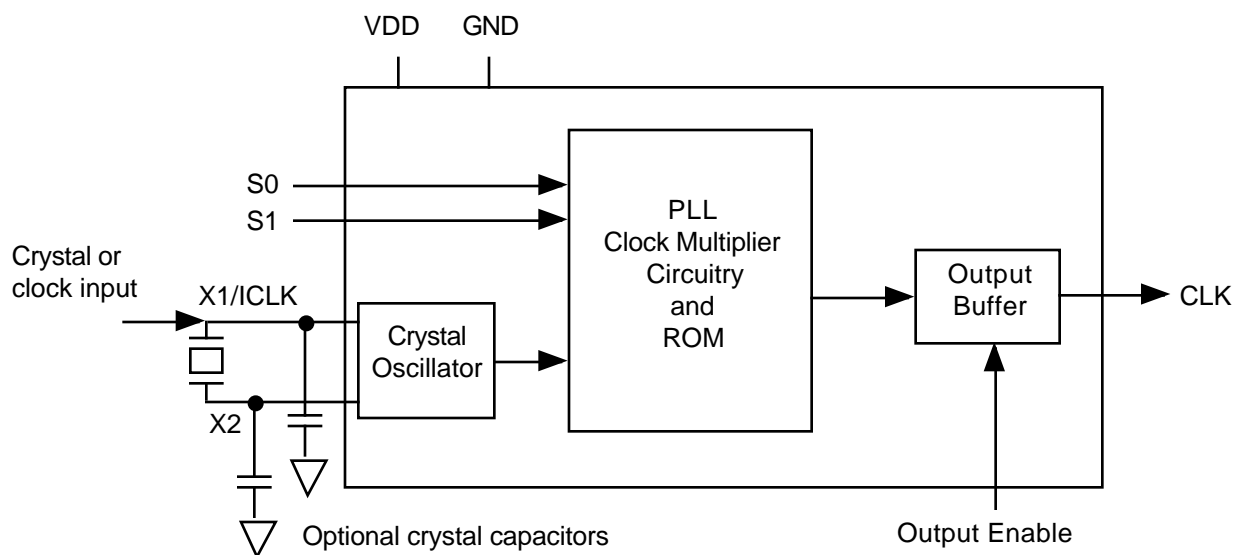 VDD GND
S0
S1
PLL
Clock Multiplier
Circuitry
and
ROM
Crystal or
clock input
X1/ICLK
Crystal
Oscillator
X2
Output
Buffer
CLK
Optional crystal capacitors
Output Enable